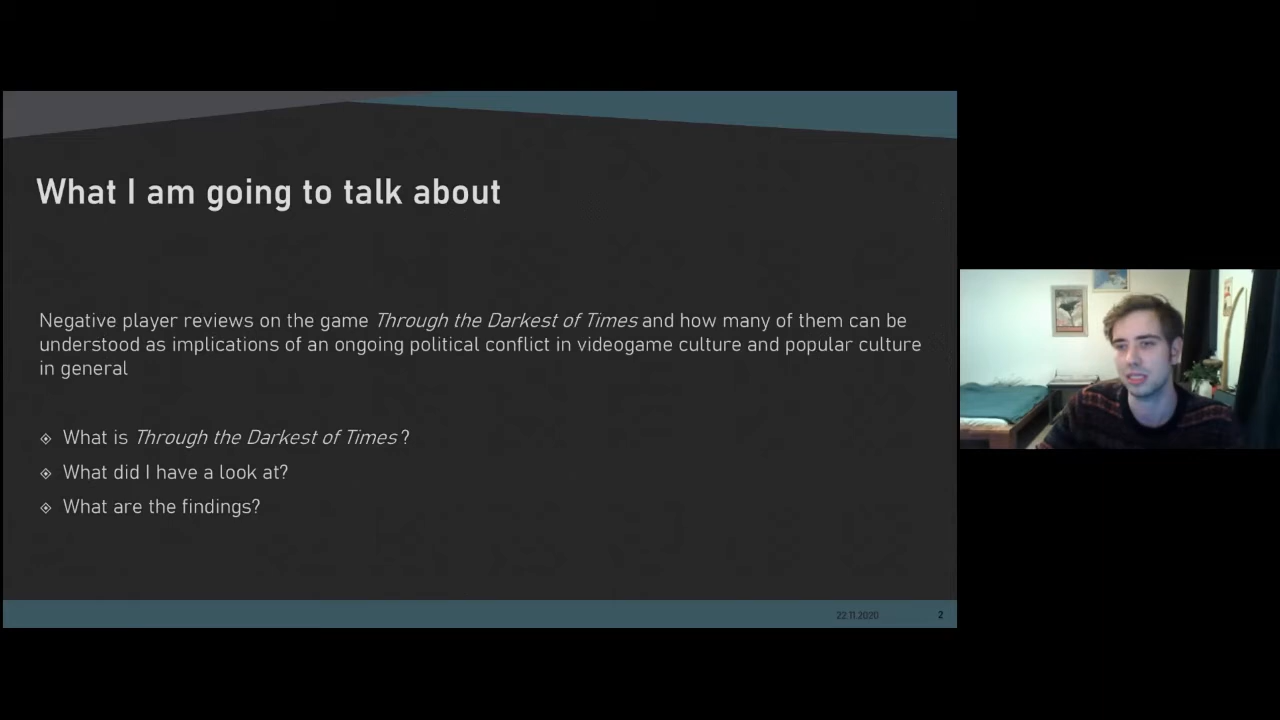 What I am going to talk about
Negative player reviews on the game Through the Darkest of Times and how many of them can be
understood as implications of an ongoing political conflict in videogame culture and popular culture
in general
What is Through the Darkest of Times?
What did I have a look at?
What are the findings?
22.11.2020
2